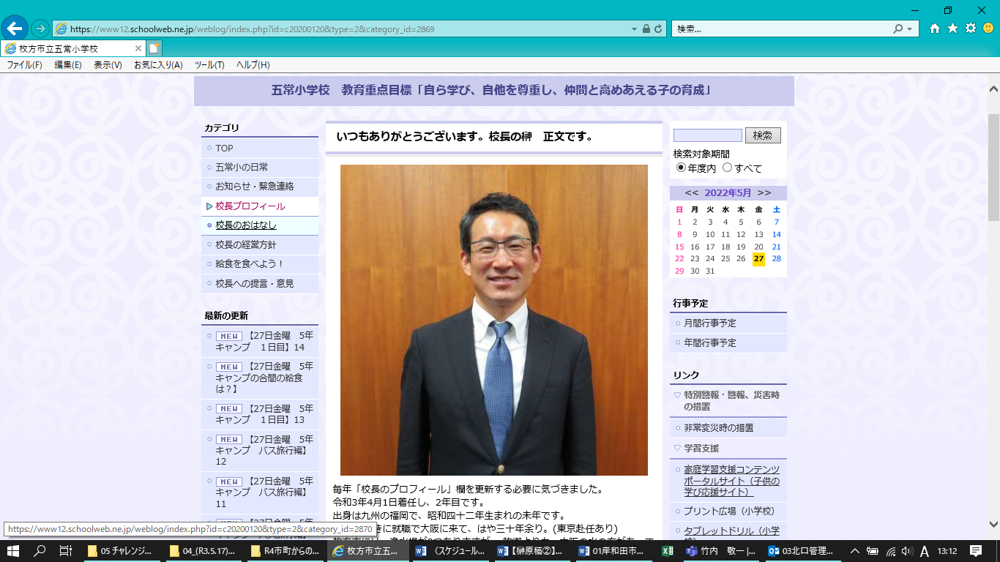 https://www12.schoolweb.ne.jp/weblog/index.php?id=c20200120&type=2&category_id=2869
検索...
枚方市立五常小学校
ファイル(F) 編集(E) 表示(V) お気に入り(A) ツール(T) ヘルプ(H)
五常小学校　教育重点目標「自ら学び、自他を尊重し、仲間と高めあえる子の育成」
カテゴリ
TOP
五常小の日常
お知らせ・緊急連絡
校長プロフィール
校長のおはなし
校長の経営方針
給食を食べよう！
校長への提言・意見
最新の更新
NEW 【27日金曜　5年
キャンプ　１日目】14
NEW 【27日金曜　5年
キャンプの合間の給食
は？】
NEW 【27日金曜　5年
キャンプ　１日目】13
NEW 【27日金曜　5年
キャンプ　バス旅行編】
12
NEW 【27日金曜　5年
キャンプ　バス旅行編】
11
https://www12.schoolweb.ne.jp/weblog/index.php?id=c20200120&type=2&category_id=2870
いつもありがとうございます。校長の榊　正文です。
毎年「校長のプロフィール」欄を更新する必要に気づきました。
令和3年4月1日着任し、2年目です。
出身は九州の福岡で、昭和四十二年生まれの未年です。
に就職で大阪に来て、はや三十年余り。(東京赴任あり)
検索
検索対象期間
年度内 すべて
<< 2022年5月 >>
日 月 火 水 木 金 土
1 2 3 4 5 6 7
8 9 10 11 12 13 14
15 16 17 18 19 20 21
22 23 24 25 26 27 28
29 30 31
行事予定
月間行事予定
年間行事予定
リンク
▽ 特別警報・警報、災害時
の措置
非常変災時の措置
▽ 学習支援
家庭学習支援コンテンツ
ポータルサイト（子供の
学び応援サイト）
プリント広場（小学校）
タブレットドリル（小学
05 チャレンジ...
04_(R3.5.17)...
R4市町からの...
枚方市立五...
（スケジュール...
【榊原稿②】...
01岸和田市...
竹内　敬一 |...
03北口管理...
A
13:12